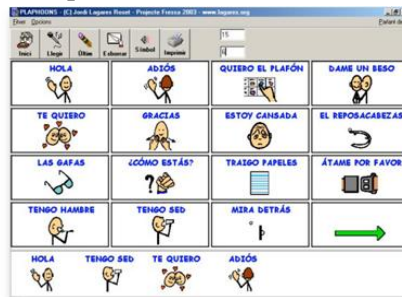 PLAPHOONS - (C) Jordi Lagares Roset - Projecte Fressa 2003 - www.lagares.org
Fitxer Opcions
Parlant de
Inici Llegir Últim Esborrar Símbol Imprimir
15
HOLA ADIÓS QUIERO EL PLAFÓN DAME UN BESO
TE QUIERO GRACIAS ESTOY CANSADA EL REPOSACABEZAS
LAS GAFAS ¿CÓMO ESTÁS? TRAIGO PAPELES ÁTAME POR FAVOR
TENGO HAMBRE TENGO SED MIRA DETRÁS
HOLA TENGO SED TE QUIERO ADIÓS